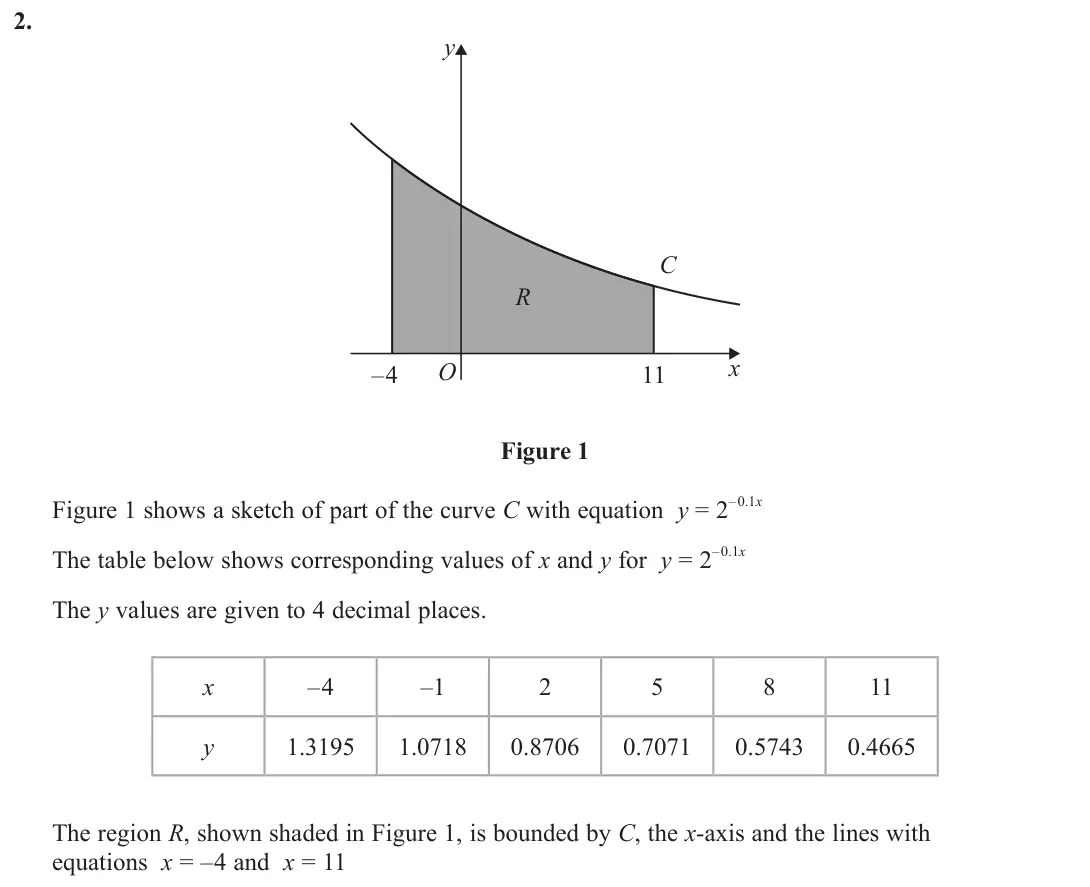 2.
y
C
R
–4 O 11 x
Figure 1
Figure 1 shows a sketch of part of the curve C with equation y = 2^{–0.1x}
The table below shows corresponding values of x and y for y = 2^{–0.1x}
The y values are given to 4 decimal places.
x –4 –1 2 5 8 11
y 1.3195 1.0718 0.8706 0.7071 0.5743 0.4665
The region R, shown shaded in Figure 1, is bounded by C, the x-axis and the lines with
equations x = –4 and x = 11